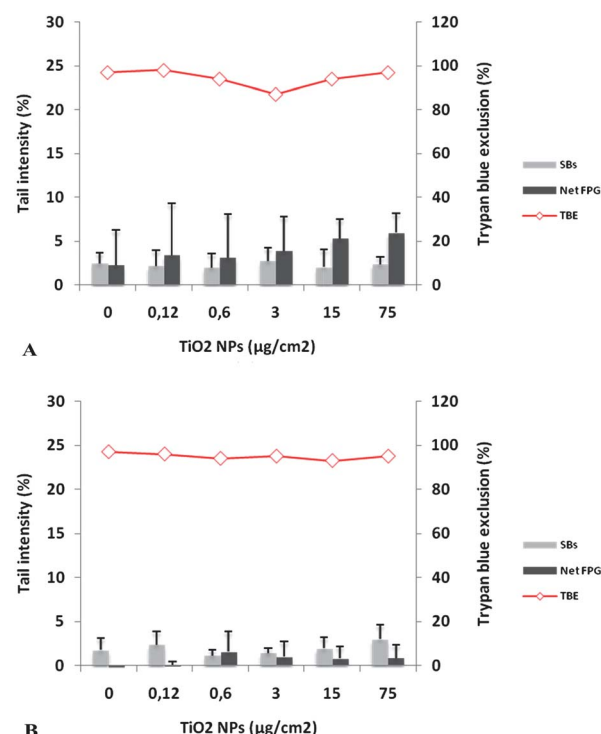 30
25
20
15
10
5
0
Tail intensity (%)
120
100
80
60
40
20
0
Trypan blue exclusion (%)
SBs
Net FPG
TBE
0 0,12 0,6 3 15 75
TiO2 NPs (µg/cm2)
A
30
25
20
15
10
5
0
Tail intensity (%)
120
100
80
60
40
20
0
Trypan blue exclusion (%)
SBs
Net FPG
TBE
0 0,12 0,6 3 15 75
TiO2 NPs (µg/cm2)
B